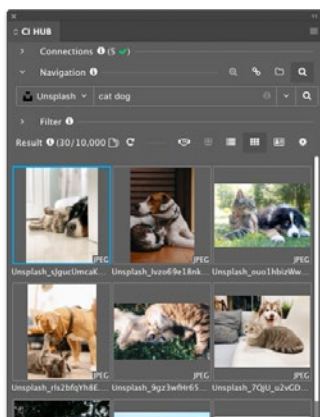 CI HUB
Connections (5
Navigation
Unsplash cat dog
Filter
Result (30/10,000
JPEG JPEG JPEG
Unsplash_sJgucUmcaK... Unsplash_lvzo69e18nk... Unsplash_ouo1hbizWw...
JPEG JPEG JPEG
Unsplash_rls2bfqYh8E... Unsplash_9gz3wfHr65... Unsplash_7QjU_u2vGD...